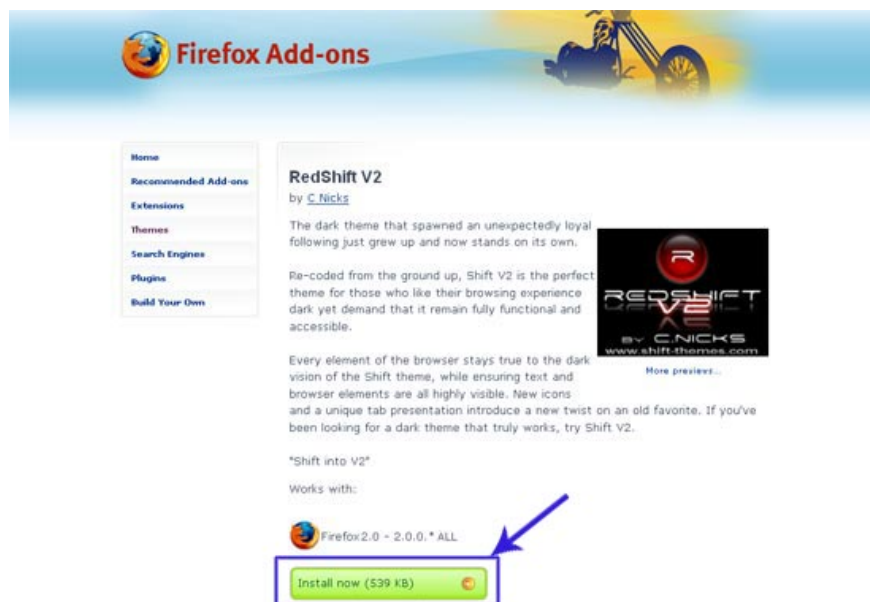 Firefox Add-ons
Home
Recommended Add-ons
Extensions
Themes
Search Engines
Plugins
Build Your Own
RedShift V2
by C Nicks
The dark theme that spawned an unexpectedly loyal
following just grew up and now stands on its own.
Re-coded from the ground up, Shift V2 is the perfect
theme for those who like their browsing experience
dark yet demand that it remain fully functional and
accessible.
Every element of the browser stays true to the dark
vision of the Shift theme, while ensuring text and
browser elements are all highly visible. New icons
and a unique tab presentation introduce a new twist on an old favorite. If you've
been looking for a dark theme that truly works, try Shift V2.
"Shift into V2"
Works with:
Firefox 2.0 - 2.0.0.* ALL
Install now (539 KB)
R
REDSHIFT
V2
BY C.NICKS
www.shift-themes.com
More previews...